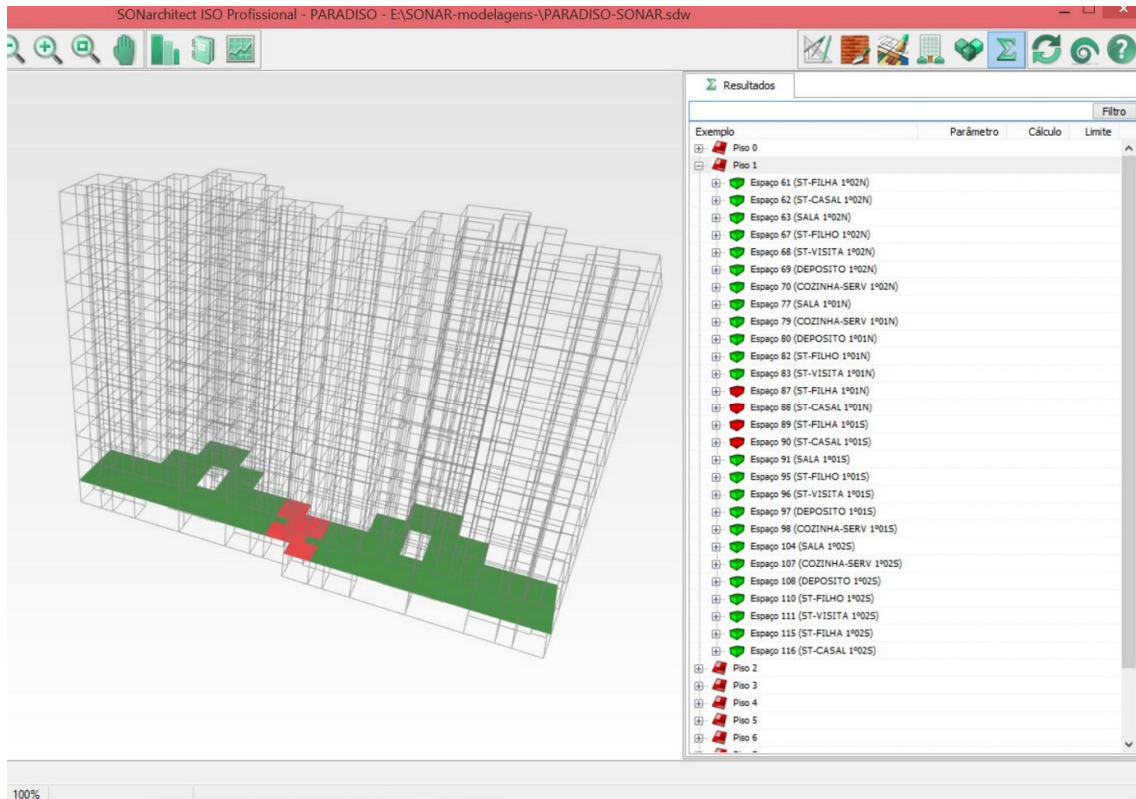 SONarchitect ISO Profissional - PARADISO - E:\SONAR-modelagens-\PARADISO-SONAR.sdw
Σ Resultados
Filtro
Exemplo Parâmetro Cálculo Limite
Piso 0
Piso 1
Espaço 61 (ST-FILHA 1º02N)
Espaço 62 (ST-CASAL 1º02N)
Espaço 63 (SALA 1º02N)
Espaço 67 (ST-FILHO 1º02N)
Espaço 68 (ST-VISITA 1º02N)
Espaço 69 (DEPOSITO 1º02N)
Espaço 70 (COZINHA-SERV 1º02N)
Espaço 77 (SALA 1º01N)
Espaço 79 (COZINHA-SERV 1º01N)
Espaço 80 (DEPOSITO 1º01N)
Espaço 82 (ST-FILHO 1º01N)
Espaço 83 (ST-VISITA 1º01N)
Espaço 87 (ST-FILHA 1º01N)
Espaço 88 (ST-CASAL 1º01N)
Espaço 89 (ST-FILHA 1º01S)
Espaço 90 (ST-CASAL 1º01S)
Espaço 91 (SALA 1º01S)
Espaço 95 (ST-FILHO 1º01S)
Espaço 96 (ST-VISITA 1º01S)
Espaço 97 (DEPOSITO 1º01S)
Espaço 98 (COZINHA-SERV 1º01S)
Espaço 104 (SALA 1º02S)
Espaço 107 (COZINHA-SERV 1º02S)
Espaço 108 (DEPOSITO 1º02S)
Espaço 110 (ST-FILHO 1º02S)
Espaço 111 (ST-VISITA 1º02S)
Espaço 115 (ST-FILHA 1º02S)
Espaço 116 (ST-CASAL 1º02S)
Piso 2
Piso 3
Piso 4
Piso 5
Piso 6
100%